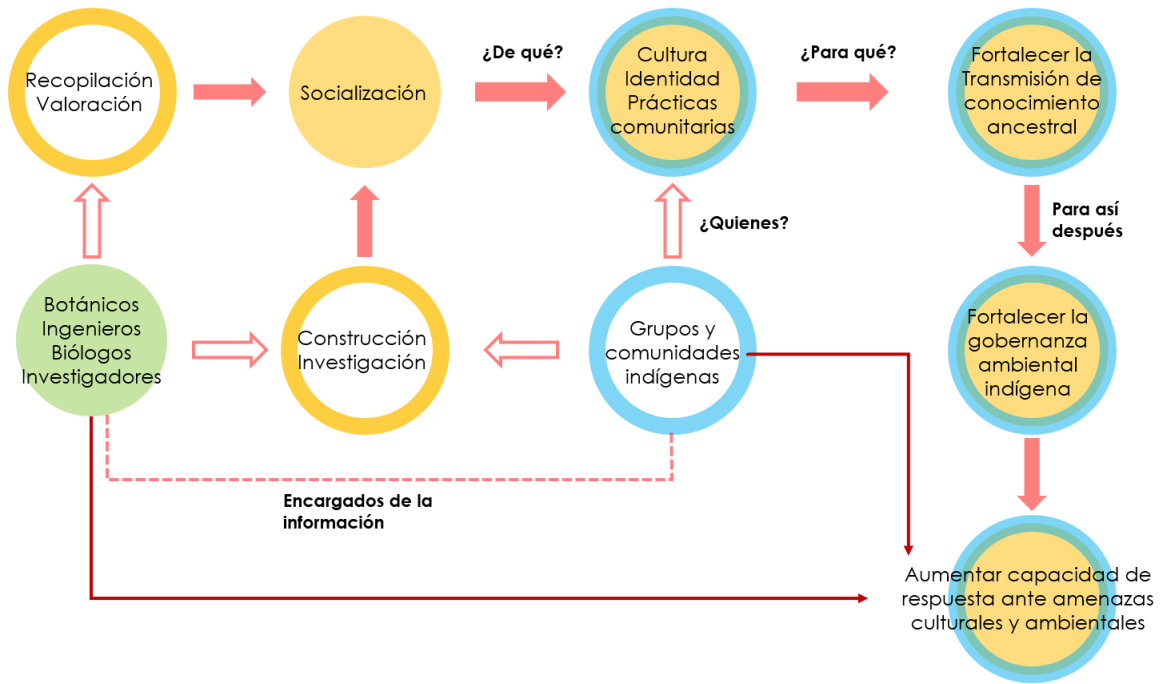 Recopilación
Valoración
Socialización
¿De qué?
Cultura
Identidad
Prácticas
comunitarias
¿Para qué?
Fortalecer la
Transmisión de
conocimiento
ancestral
¿Quienes?
Para así
después
Botánicos
Ingenieros
Biólogos
Investigadores
Construcción
Investigación
Grupos y
comunidades
indígenas
Fortalecer la
gobernanza
ambiental
indígena
Encargados de la
información
Aumentar capacidad de
respuesta ante amenazas
culturales y ambientales